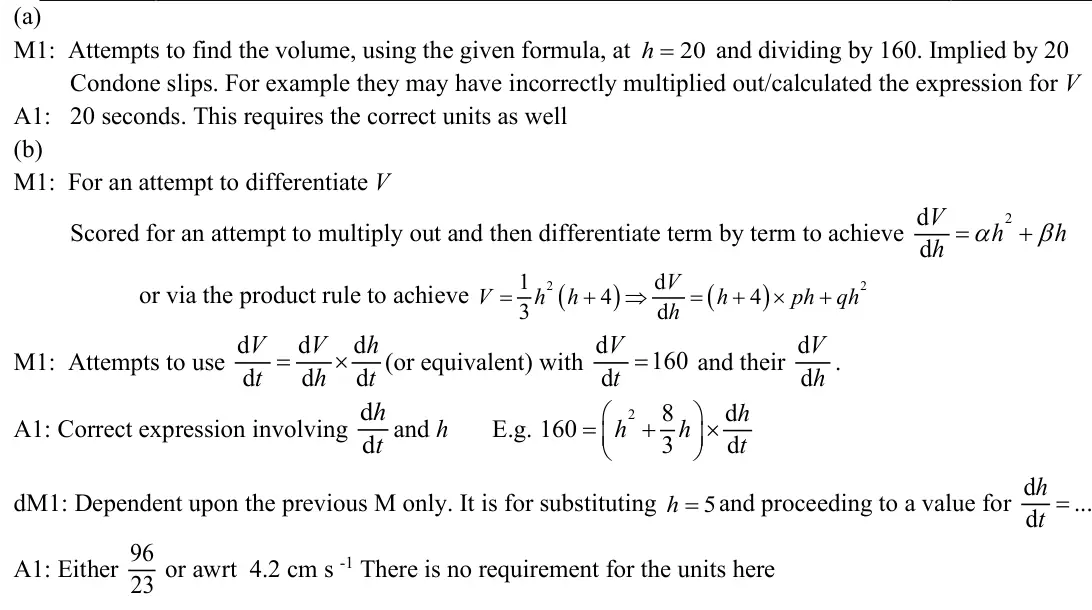 (a)
M1: Attempts to find the volume, using the given formula, at h = 20 and dividing by 160. Implied by 20
Condone slips. For example they may have incorrectly multiplied out/calculated the expression for V
A1: 20 seconds. This requires the correct units as well
(b)
M1: For an attempt to differentiate V
Scored for an attempt to multiply out and then differentiate term by term to achieve dV/dh = αh² + βh
or via the product rule to achieve V = 1/3 h² (h + 4) ⇒ dV/dh = (h + 4) × ph + qh²
M1: Attempts to use dV/dt = dV/dh × dh/dt (or equivalent) with dV/dt = 160 and their dV/dh .
A1: Correct expression involving dh/dt and h E.g. 160 = (h² + 8/3 h) × dh/dt
dM1: Dependent upon the previous M only. It is for substituting h = 5 and proceeding to a value for dh/dt = ...
A1: Either 96/23 or awrt 4.2 cm s⁻¹ There is no requirement for the units here